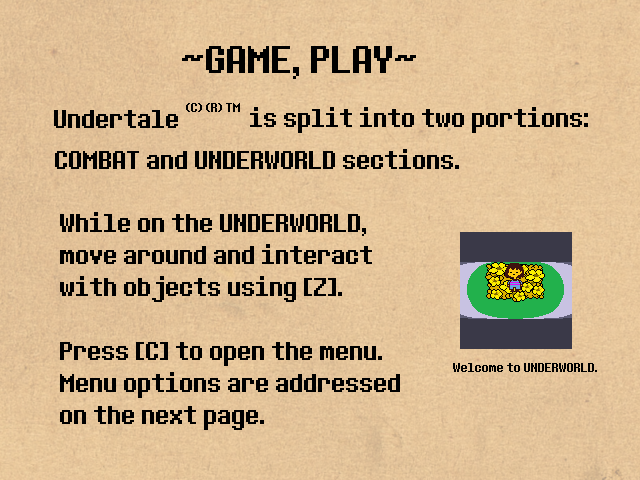 ~GAME, PLAY~
Undertale (C)(R)TM is split into two portions:
COMBAT and UNDERWORLD sections.
While on the UNDERWORLD,
move around and interact
with objects using [Z].
Press [C] to open the menu.
Menu options are addressed
on the next page.
Welcome to UNDERWORLD.